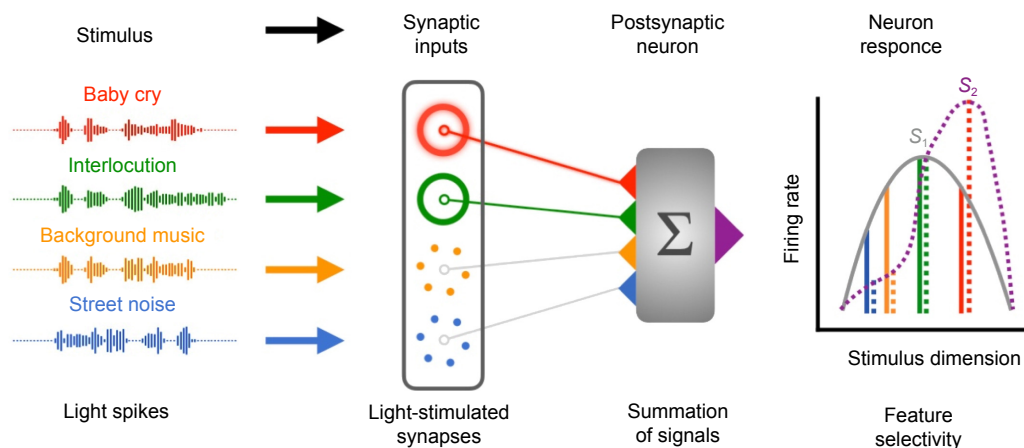 Stimulus
Synaptic
inputs
Postsynaptic
neuron
Neuron
responce
Baby cry
Interlocution
Background music
Street noise
Σ
S1
S2
Firing rate
Stimulus dimension
Light spikes
Light-stimulated
synapses
Summation
of signals
Feature
selectivity